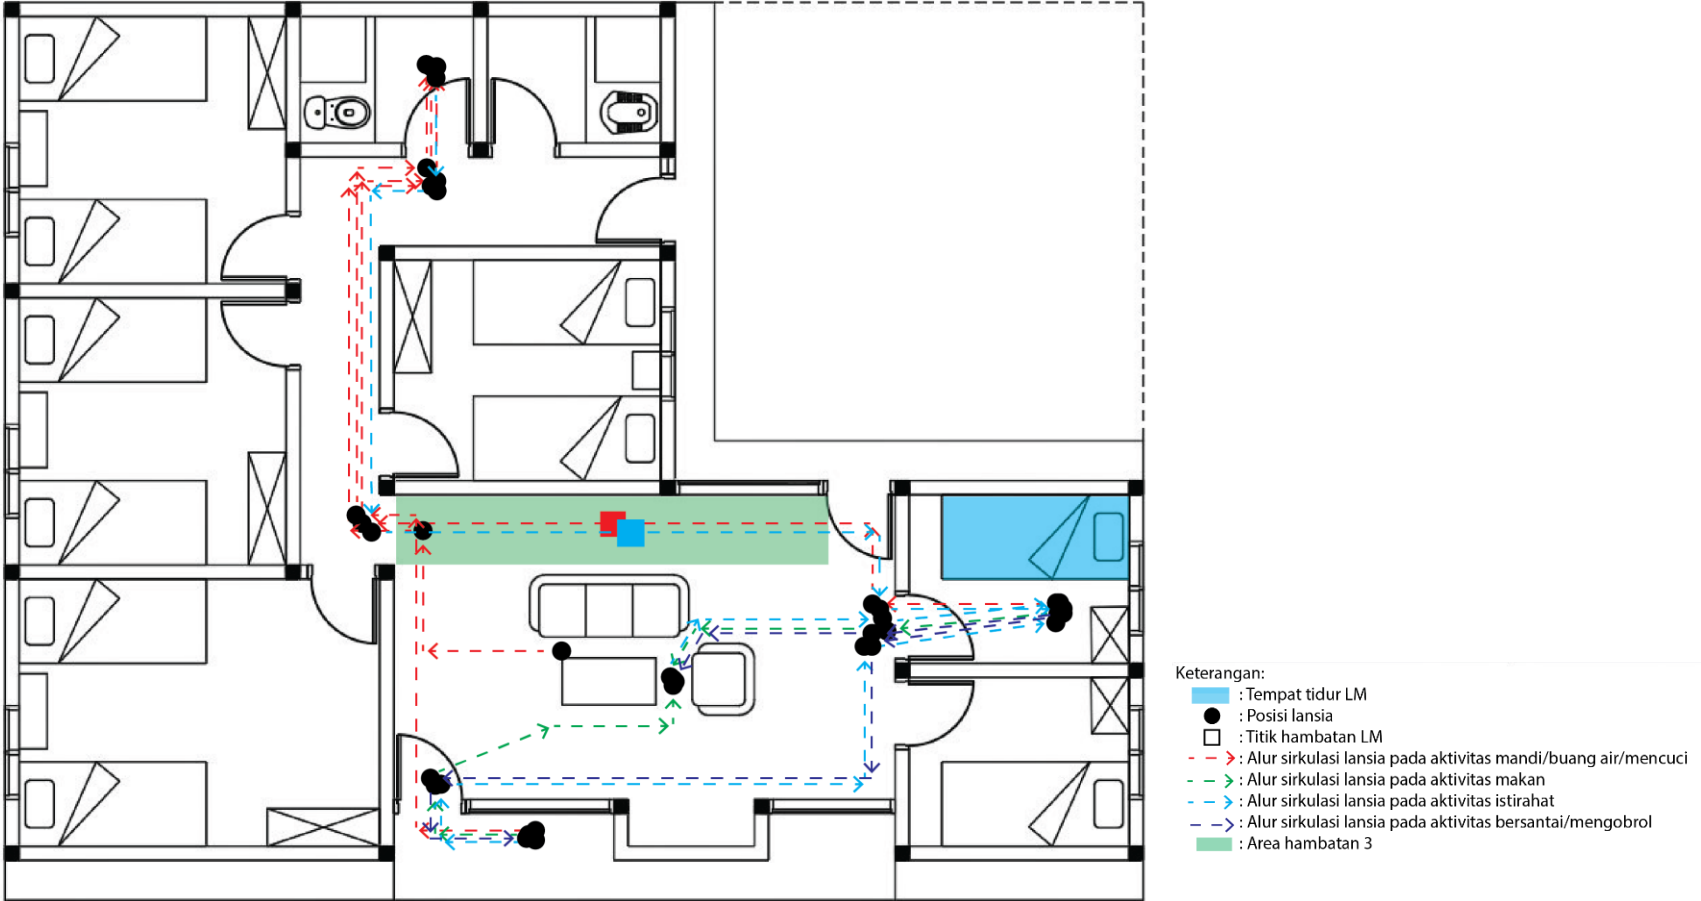 Keterangan:
: Tempat tidur LM
: Posisi lansia
: Titik hambatan LM
: Alur sirkulasi lansia pada aktivitas mandi/buang air/mencuci
: Alur sirkulasi lansia pada aktivitas makan
: Alur sirkulasi lansia pada aktivitas istirahat
: Alur sirkulasi lansia pada aktivitas bersantai/mengobrol
: Area hambatan 3